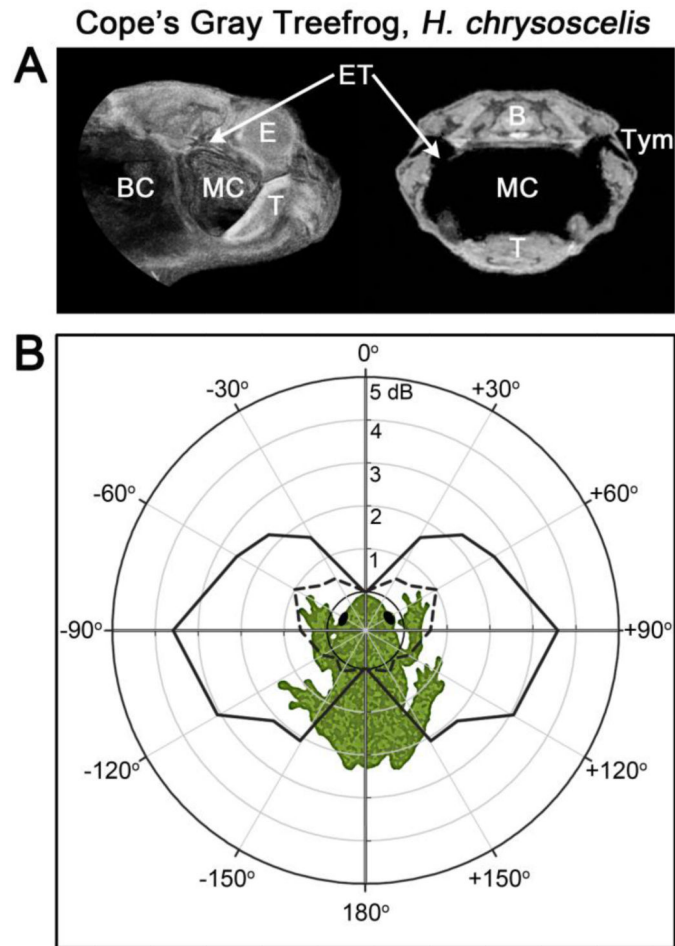 Cope's Gray Treefrog, H. chrysoscelis
A
ET
E
B
Tym
BC
MC
T
MC
T
B
0°
-30°
+30°
5 dB
4
3
2
1
-60°
+60°
-90°
+90°
-120°
+120°
-150°
+150°
180°